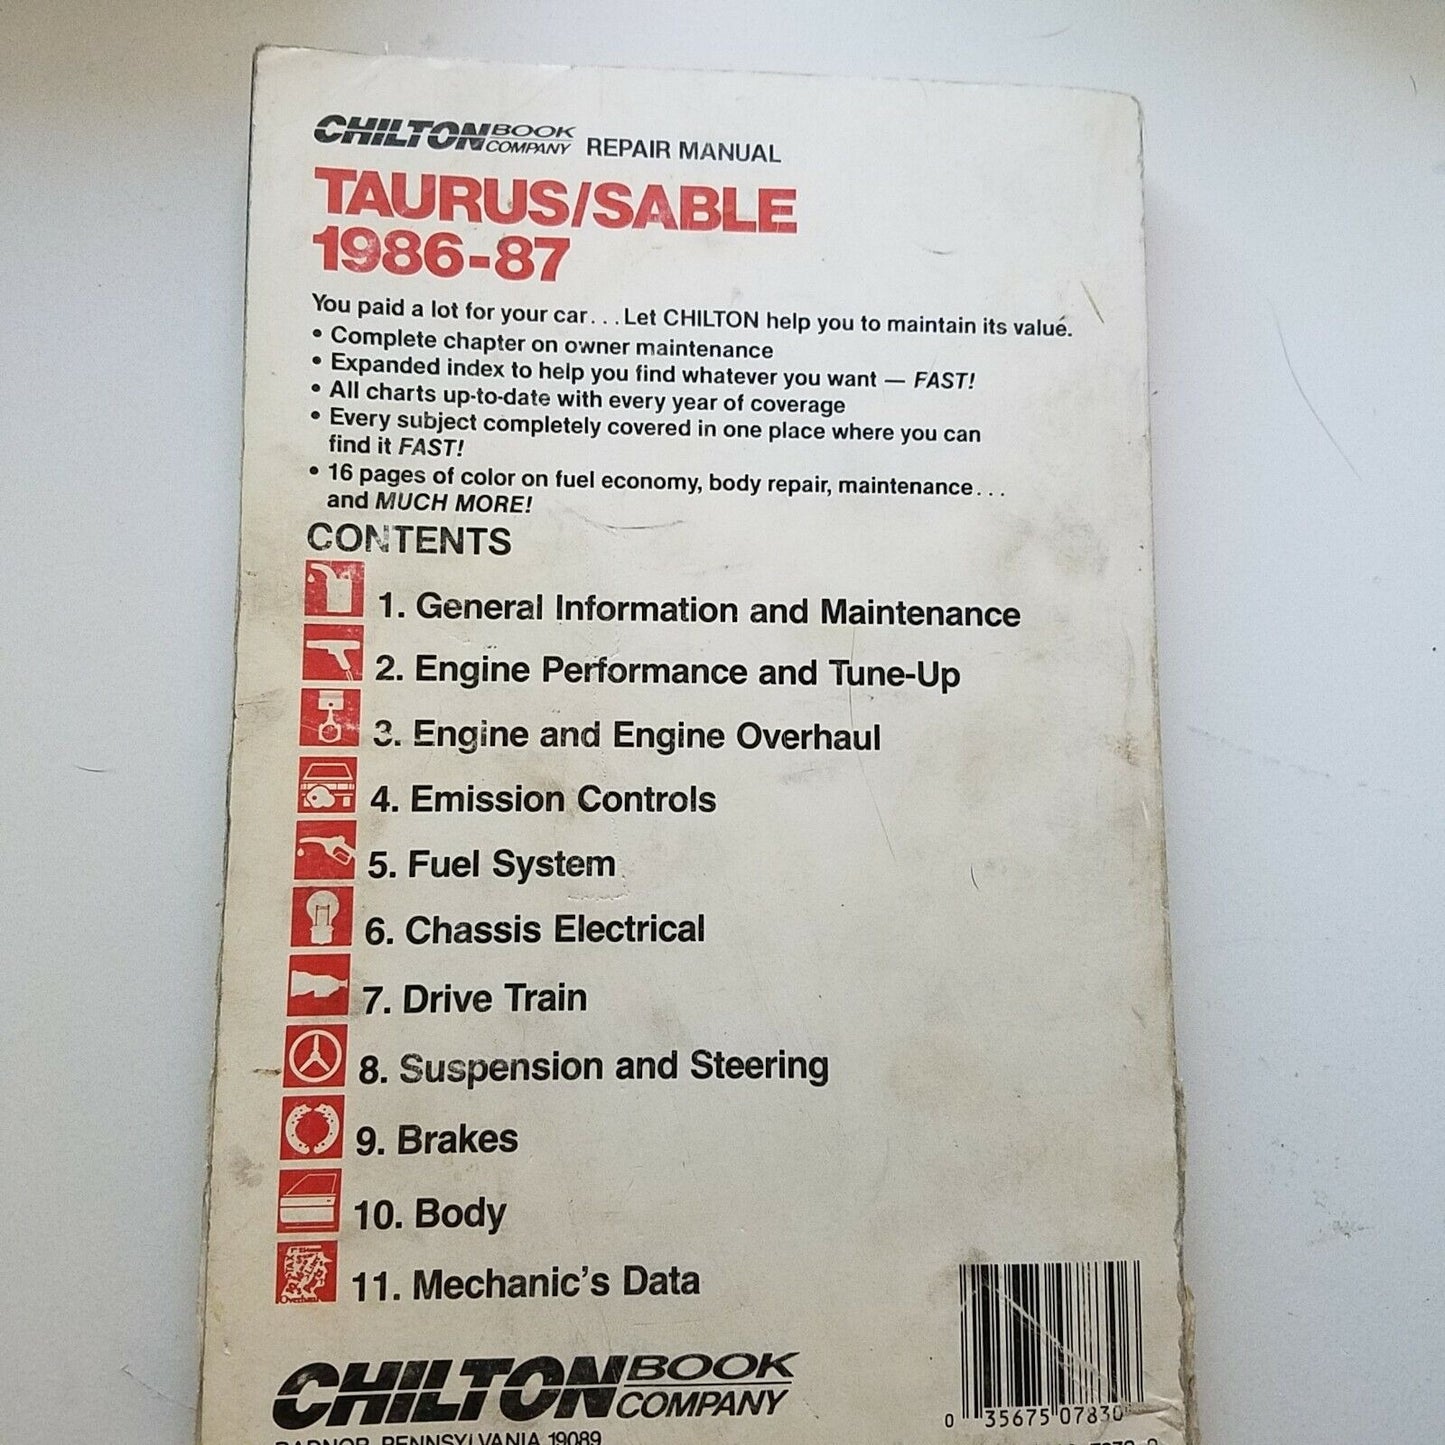 CHILTON BOOK COMPANY REPAIR MANUAL
TAURUS/SABLE
1986-87
You paid a lot for your car...Let CHILTON help you to maintain its value.
• Complete chapter on owner maintenance
• Expanded index to help you find whatever you want — FAST!
• All charts up-to-date with every year of coverage
• Every subject completely covered in one place where you can
find it FAST!
• 16 pages of color on fuel economy, body repair, maintenance...
and MUCH MORE!
CONTENTS
1. General Information and Maintenance
2. Engine Performance and Tune-Up
3. Engine and Engine Overhaul
4. Emission Controls
5. Fuel System
6. Chassis Electrical
7. Drive Train
8. Suspension and Steering
9. Brakes
10. Body
11. Mechanic's Data
CHILTON BOOK COMPANY
RADNOR, PENNSYLVANIA 19089
0 35675 07830